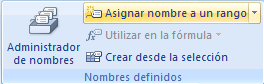 Administrador
de nombres
Asignar nombre a un rango
Utilizar en la fórmula
Crear desde la selección
Nombres definidos